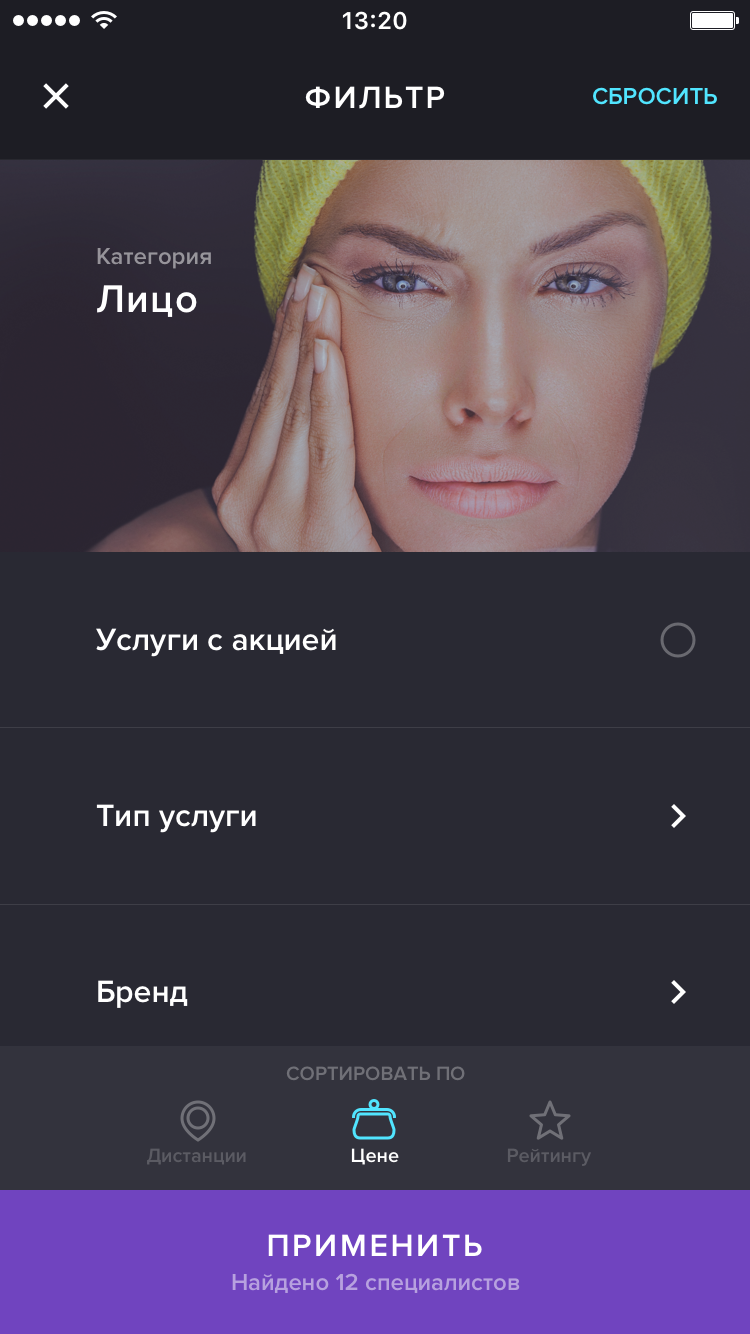 13:20
ФИЛЬТР
СБРОСИТЬ
Категория
Лицо
Услуги с акцией
Тип услуги
Бренд
СОРТИРОВАТЬ ПО
Дистанции
Цене
Рейтингу
ПРИМЕНИТЬ
Найдено 12 специалистов